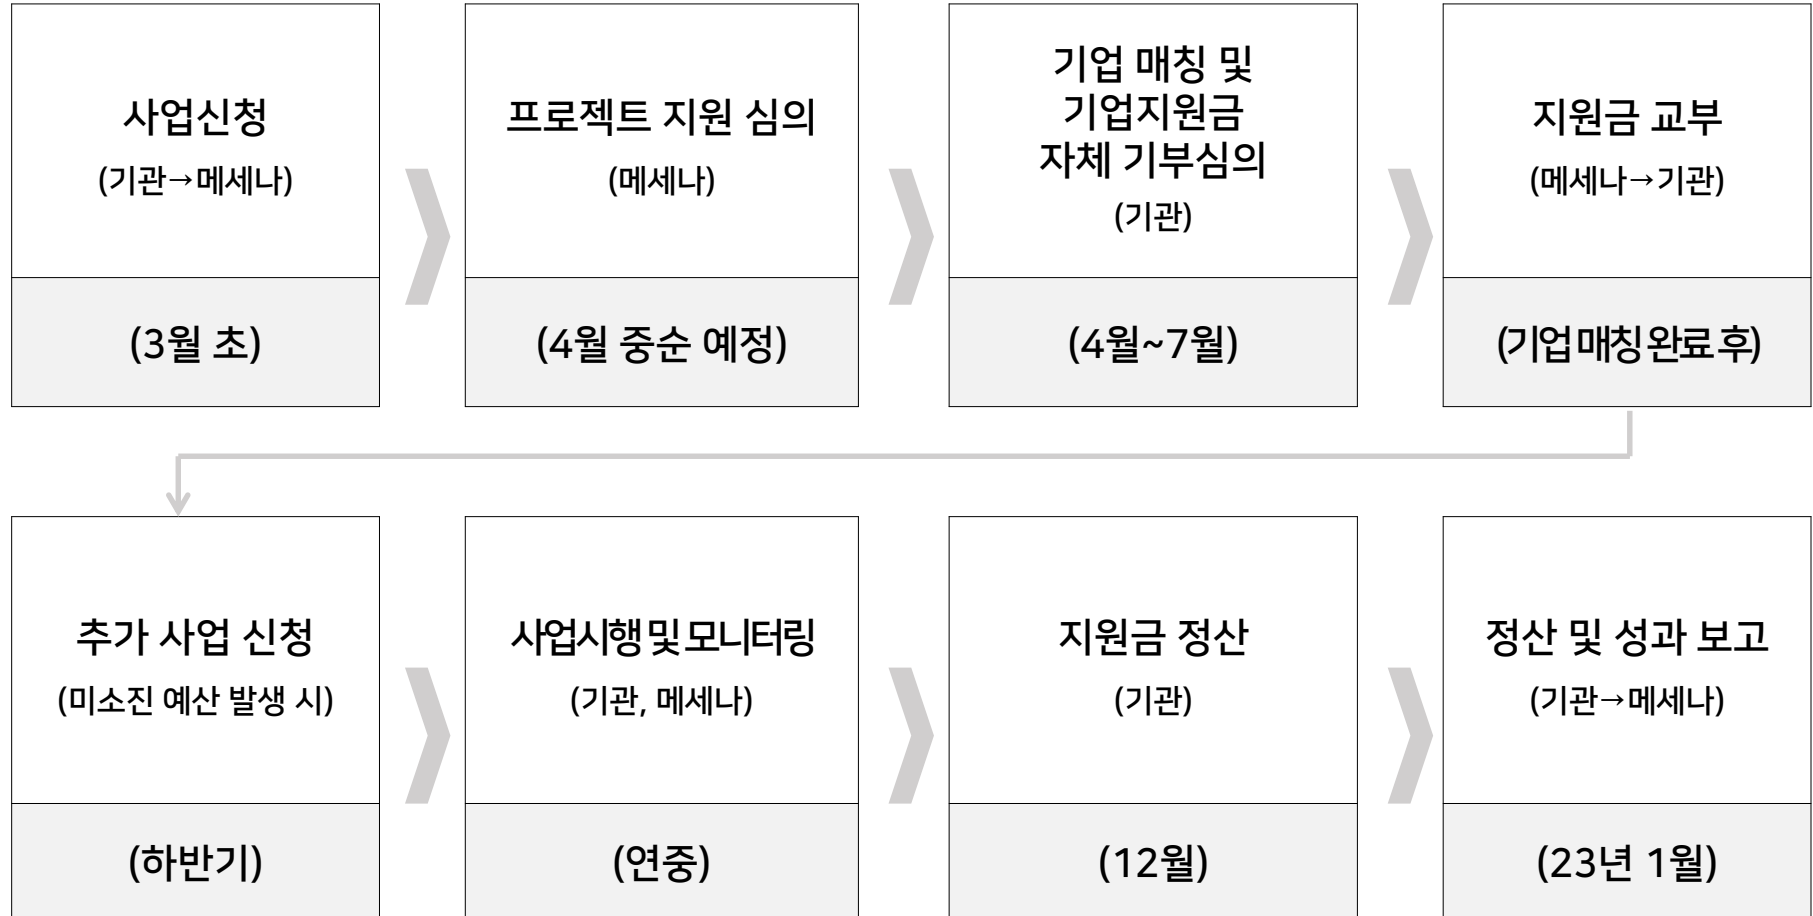 사업신청
(기관→메세나)
(3월 초)
프로젝트 지원 심의
(메세나)
(4월 중순 예정)
기업 매칭 및
기업지원금
자체 기부심의
(기관)
(4월~7월)
지원금 교부
(메세나→기관)
(기업 매칭 완료 후)
추가 사업 신청
(미소진 예산 발생 시)
(하반기)
사업시행 및 모니터링
(기관, 메세나)
(연중)
지원금 정산
(기관)
(12월)
정산 및 성과 보고
(기관→메세나)
(23년 1월)